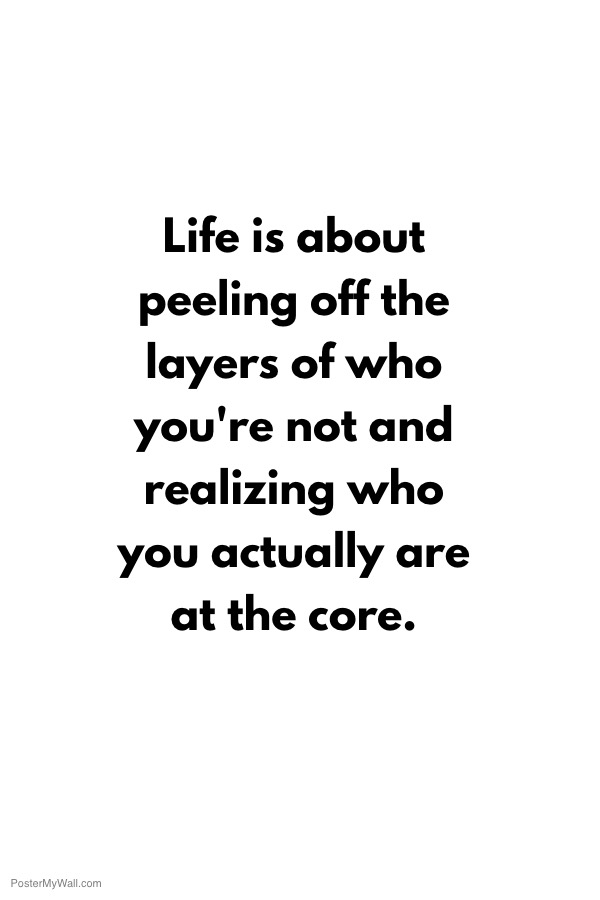 Life is about
peeling off the
layers of who
you're not and
realizing who
you actually are
at the core.
PosterMyWall.com